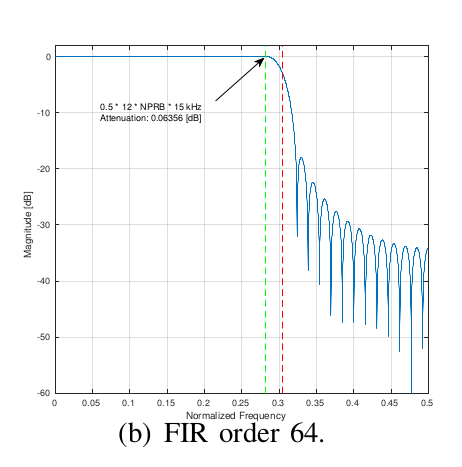 0
-10
-20
-30
-40
-50
-60
Magnitude [dB]
0.5 * 12 * NPRB * 15 kHz
Attenuation: 0.06356 [dB]
0 0.05 0.1 0.15 0.2 0.25 0.3 0.35 0.4 0.45 0.5
Normalized Frequency
(b) FIR order 64.